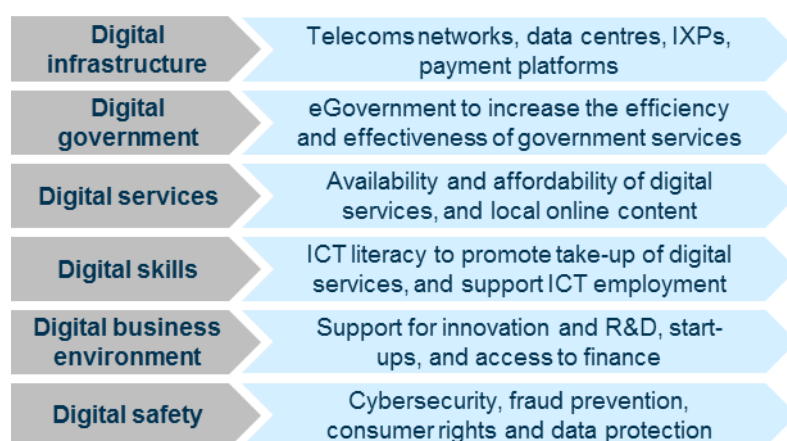 Digital
infrastructure
Telecoms networks, data centres, IXPs,
payment platforms
Digital
government
eGovernment to increase the efficiency
and effectiveness of government services
Digital services
Availability and affordability of digital
services, and local online content
Digital skills
ICT literacy to promote take-up of digital
services, and support ICT employment
Digital business
environment
Support for innovation and R&D, start-
ups, and access to finance
Digital safety
Cybersecurity, fraud prevention,
consumer rights and data protection